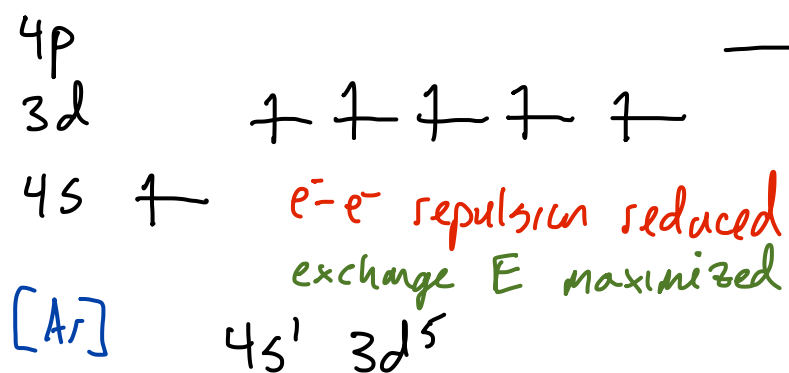 4p
3d
4s e⁻-e⁻ repulsion reduced
exchange E maximized
[Ar] 4s¹ 3d⁵